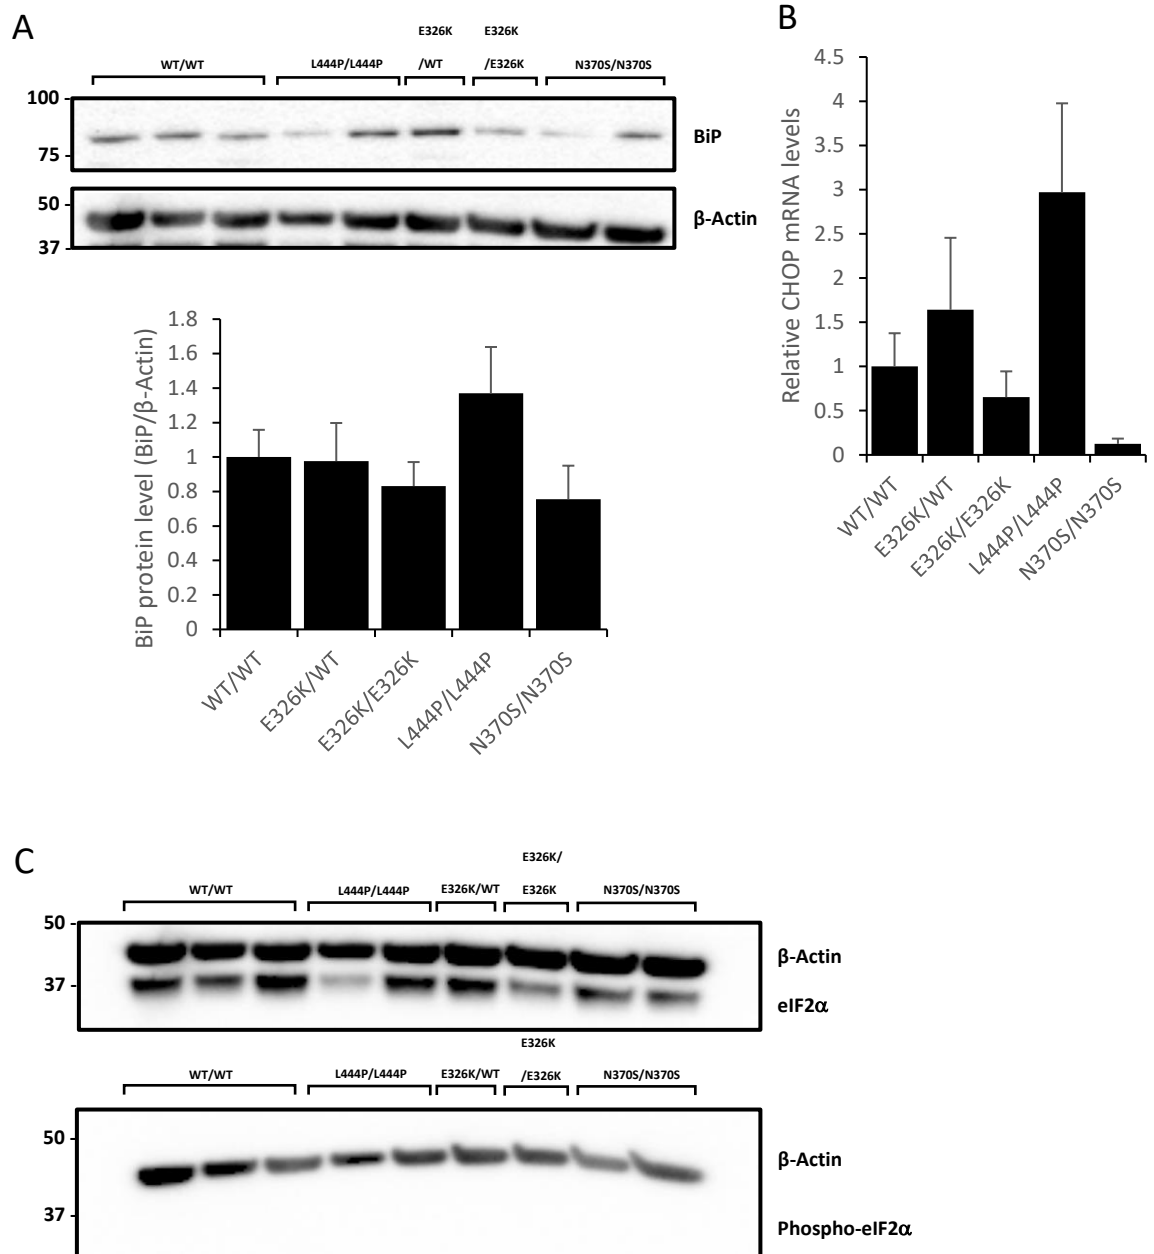 A
E326K E326K
WT/WT L444P/L444P /WT /E326K N370S/N370S
100
BiP
75
50
β-Actin
37
BiP protein level (BiP/β-Actin)
1.8
1.6
1.4
1.2
1
0.8
0.6
0.4
0.2
0
WT/WT
E326K/WT
E326K/E326K
L444P/L444P
N370S/N370S
B
Relative CHOP mRNA levels
4.5
4
3.5
3
2.5
2
1.5
1
0.5
0
WT/WT
E326K/WT
E326K/E326K
L444P/L444P
N370S/N370S
C
E326K/
WT/WT L444P/L444P E326K/WT E326K N370S/N370S
50
β-Actin
37
eIF2α
E326K
WT/WT L444P/L444P E326K/WT /E326K N370S/N370S
50
β-Actin
37
Phospho-eIF2α